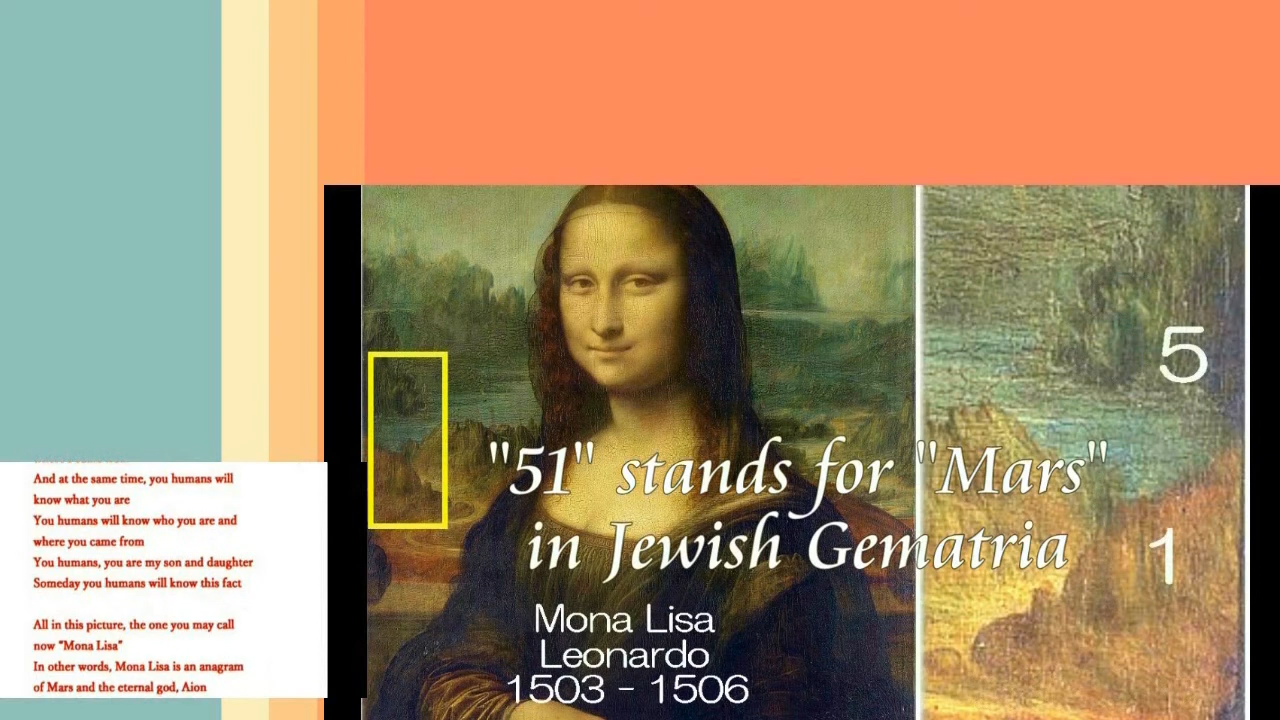 And at the same time, you humans will
know what you are
You humans will know who you are and
where you came from
You humans, you are my son and daughter
Someday you humans will know this fact
All in this picture, the one you may call
now "Mona Lisa"
In other words, Mona Lisa is an anagram
of Mars and the eternal god, Aion
"51" stands for "Mars"
in Jewish Gematria
Mona Lisa
Leonardo
1503 - 1506
5
1